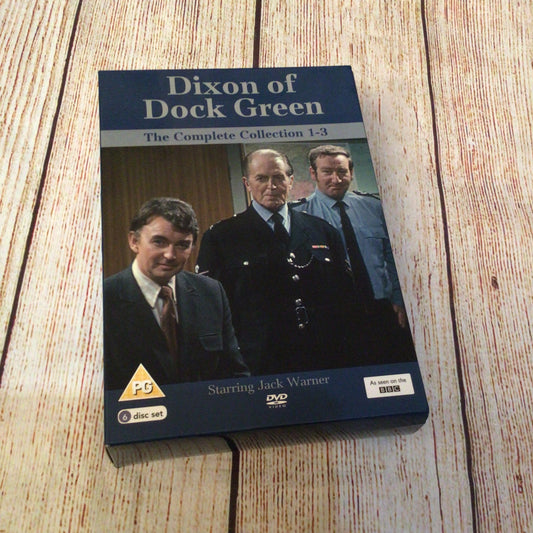 Dixon of
Dock Green
The Complete Collection 1-3
Starring Jack Warner
PG
6 disc set
DVD
VIDEO
As seen on the
BBC